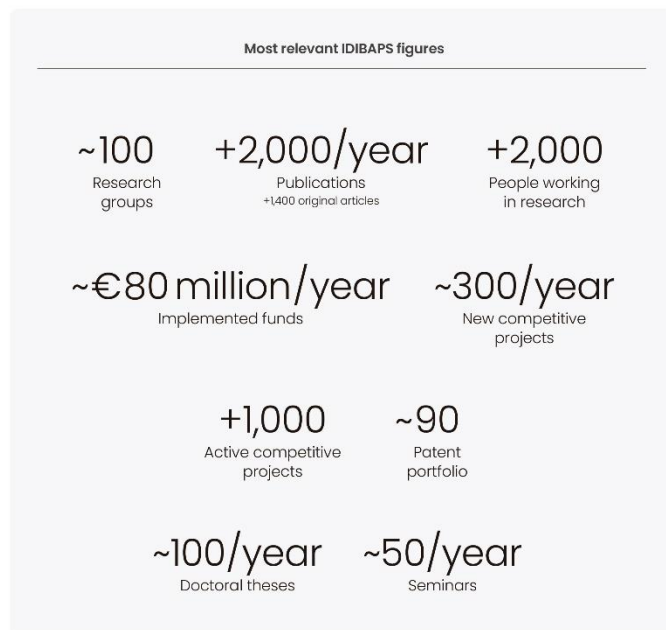 Most relevant IDIBAPS figures
~100
Research
groups
+2,000/year
Publications
+1,400 original articles
+2,000
People working
in research
~€80 million/year
Implemented funds
~300/year
New competitive
projects
+1,000
Active competitive
projects
~90
Patent
portfolio
~100/year
Doctoral theses
~50/year
Seminars